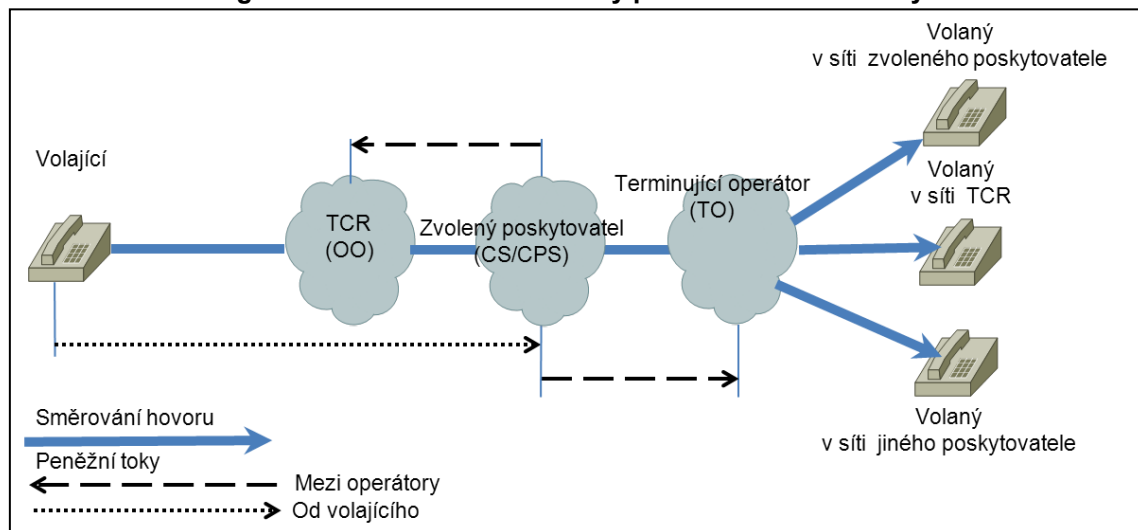 Volaný
v síti zvoleného poskytovatele
Volající
TCR
(OO)
Zvolený poskytovatel
(CS/CPS)
Terminující operátor
(TO)
Volaný
v síti TCR
Volaný
v síti jiného poskytovatele
Směrování hovoru
Peněžní toky
Mezi operátory
Od volajícího